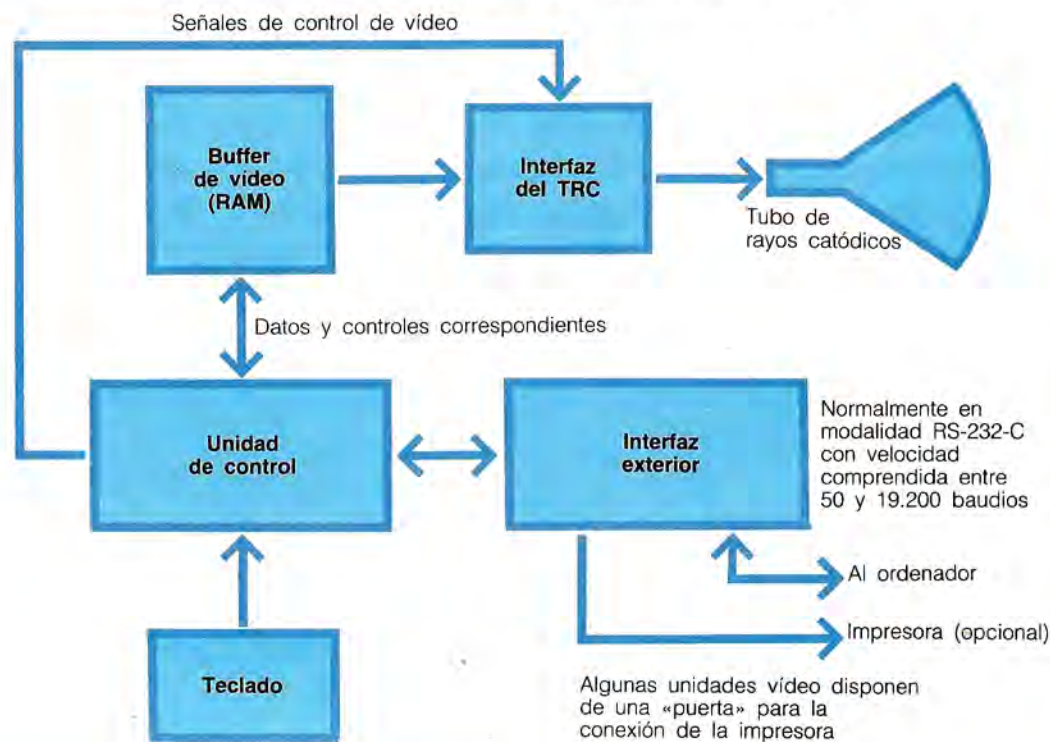 Señales de control de vídeo
Buffer
de vídeo
(RAM)
Interfaz
del TRC
Tubo de
rayos catódicos
Datos y controles correspondientes
Unidad
de control
Interfaz
exterior
Normalmente en
modalidad RS-232-C
con velocidad
comprendida entre
50 y 19.200 baudios
Al ordenador
Impresora (opcional)
Teclado
Algunas unidades vídeo disponen
de una «puerta» para la
conexión de la impresora